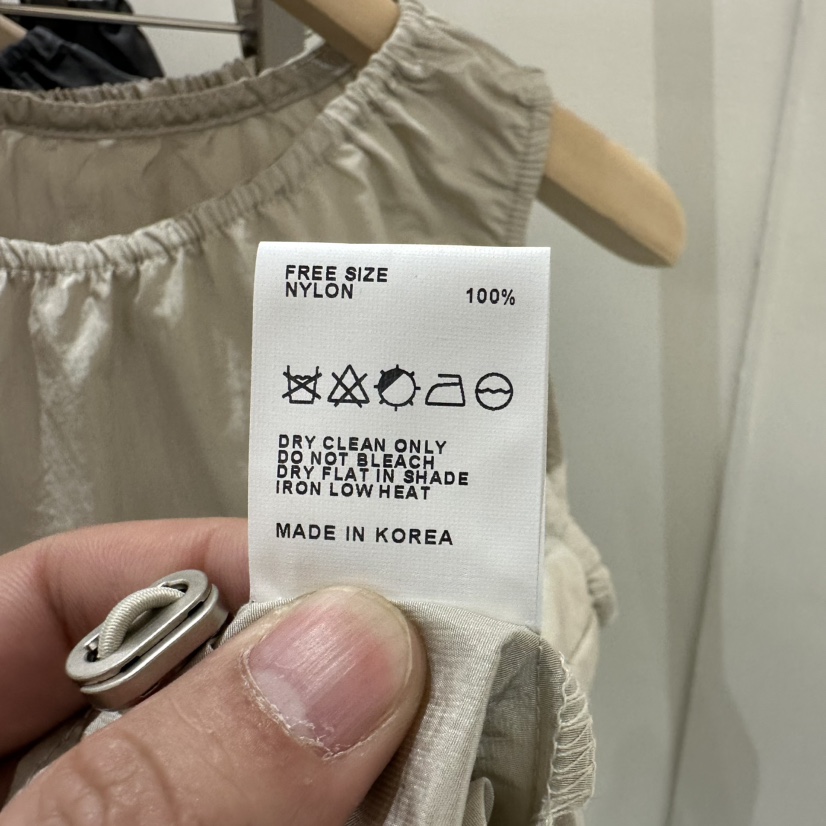 FREE SIZE
NYLON 100%
DRY CLEAN ONLY
DO NOT BLEACH
DRY FLAT IN SHADE
IRON LOW HEAT
MADE IN KOREA